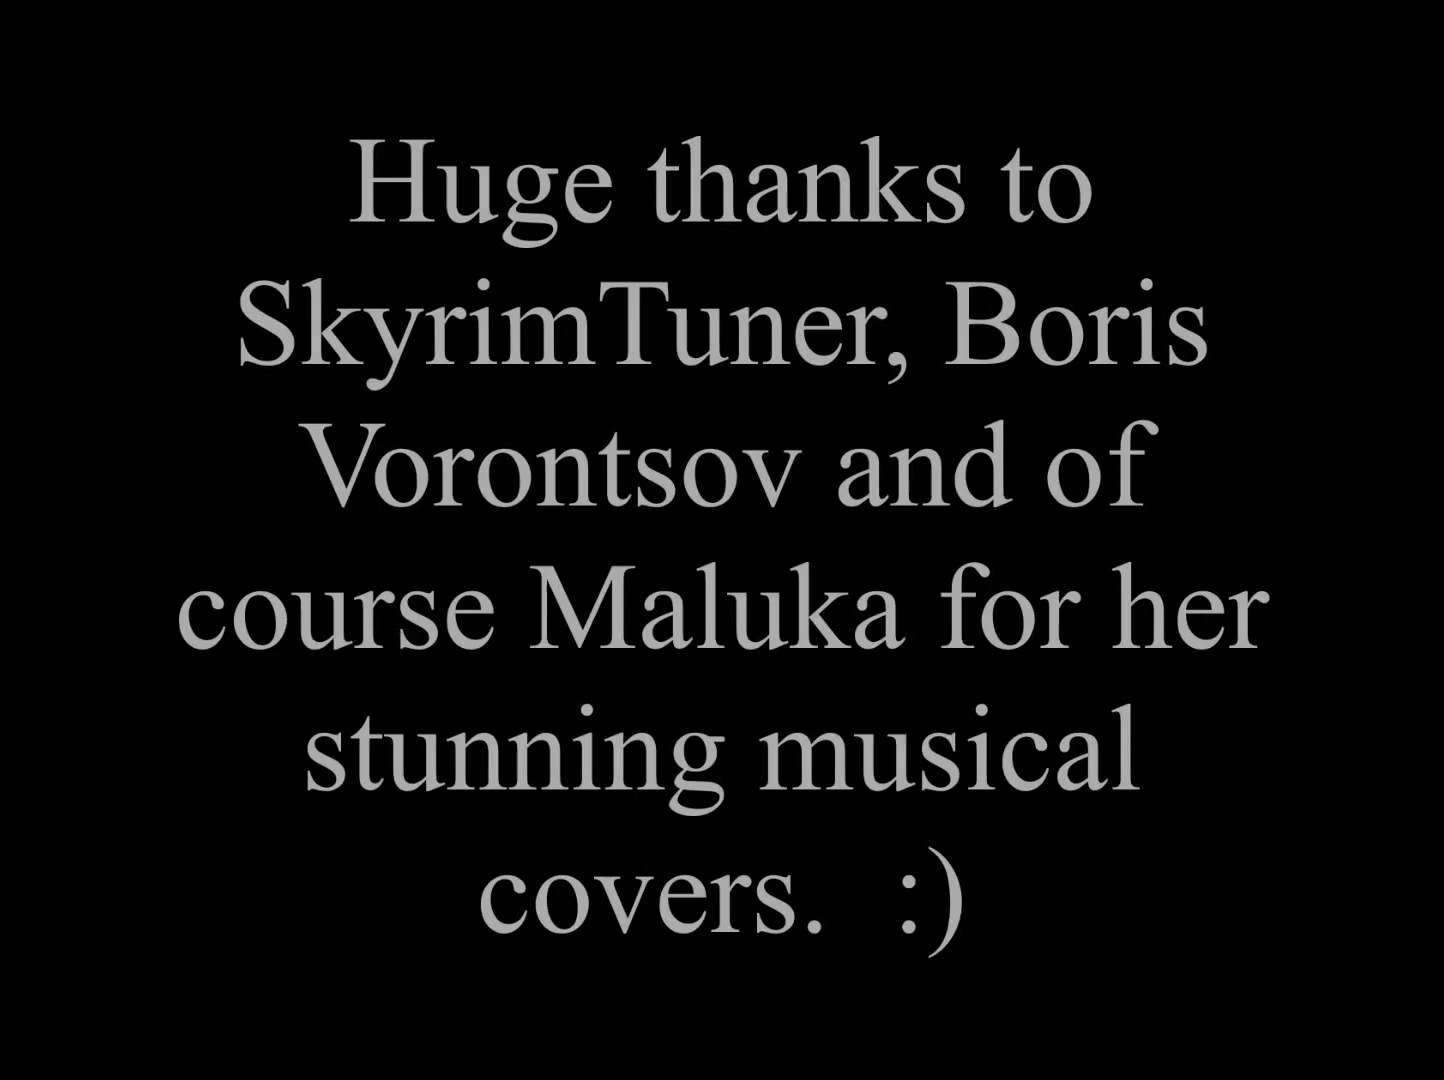 Huge thanks to
SkyrimTuner, Boris
Vorontsov and of
course Maluka for her
stunning musical
covers.  :)